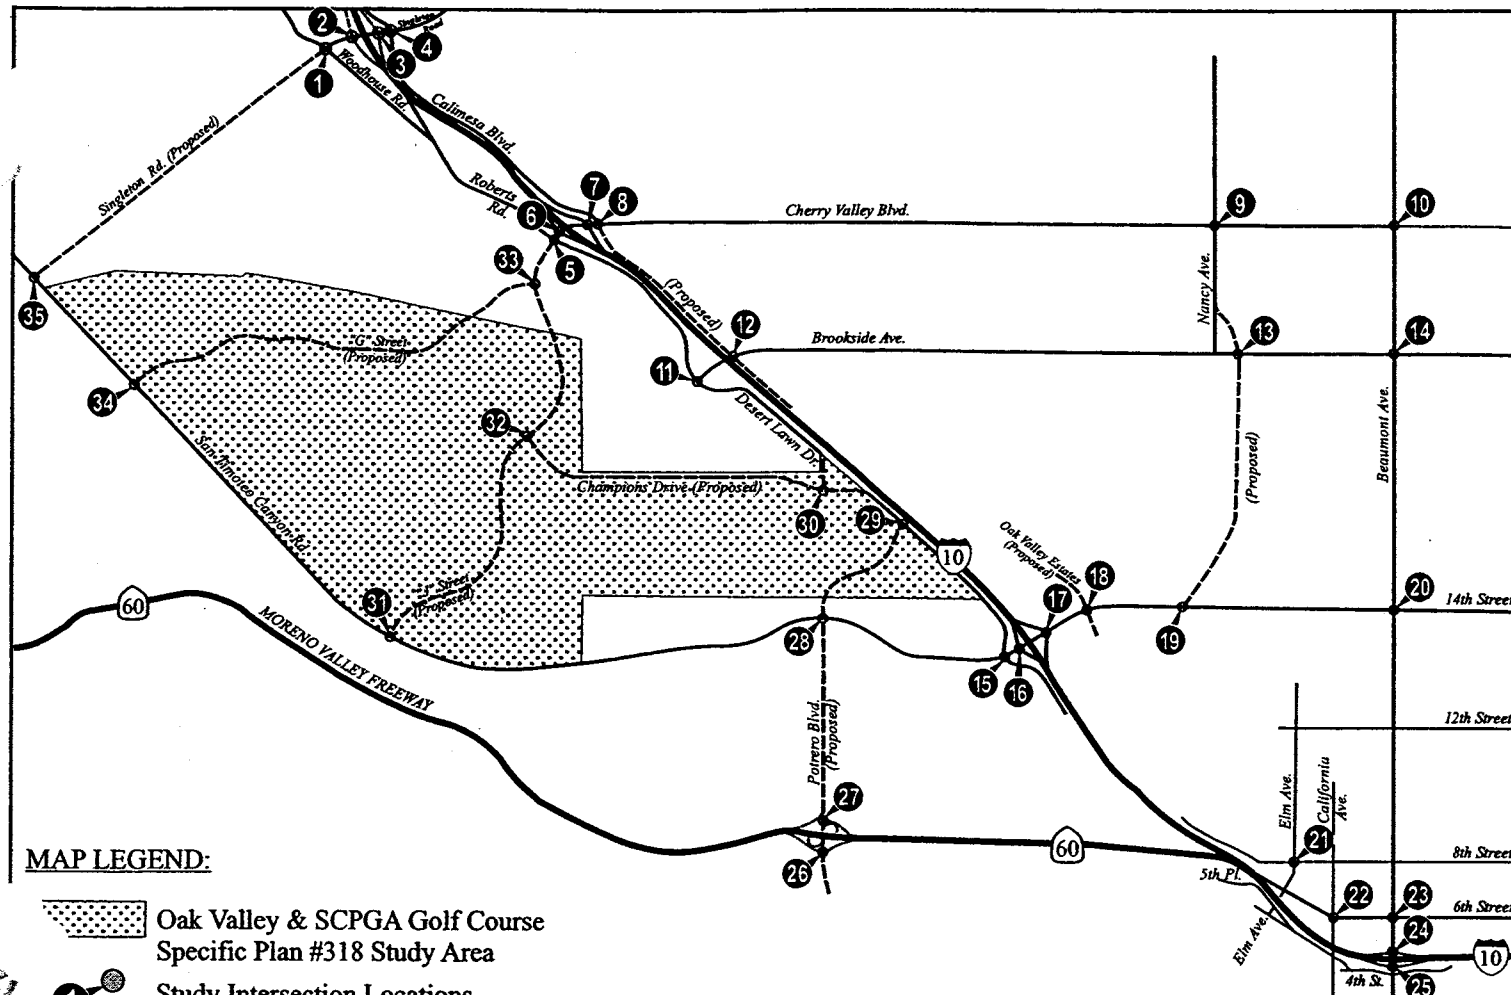 2
4
3
1
Woodhouse Rd.
Calimesa Blvd.
Singleton Rd. (Proposed)
Roberts
Rd.
7
8
6
5
Cherry Valley Blvd.
9
10
33
35
(Proposed)
Nancy Ave.
12
Brookside Ave.
13
14
"G" Street
(Proposed)
11
34
Desert Lawn Dr.
Beaumont Ave.
32
San Timoteo Canyon Rd.
Champions Drive (Proposed)
30
29
(Proposed)
10
Oak Valley Estates
(Proposed)
18
17
20
14th Street
"J" Street
(Proposed)
31
60
MORENO VALLEY FREEWAY
28
19
15
16
Potrero Blvd.
(Proposed)
12th Street
Elm Ave.
California
Ave.
27
26
60
21
8th Street
5th Pl.
22
23
6th Street
Elm Ave.
24
10
4th St.
25
MAP LEGEND:
Oak Valley & SCPGA Golf Course
Specific Plan #318 Study Area
Study Intersection Locations